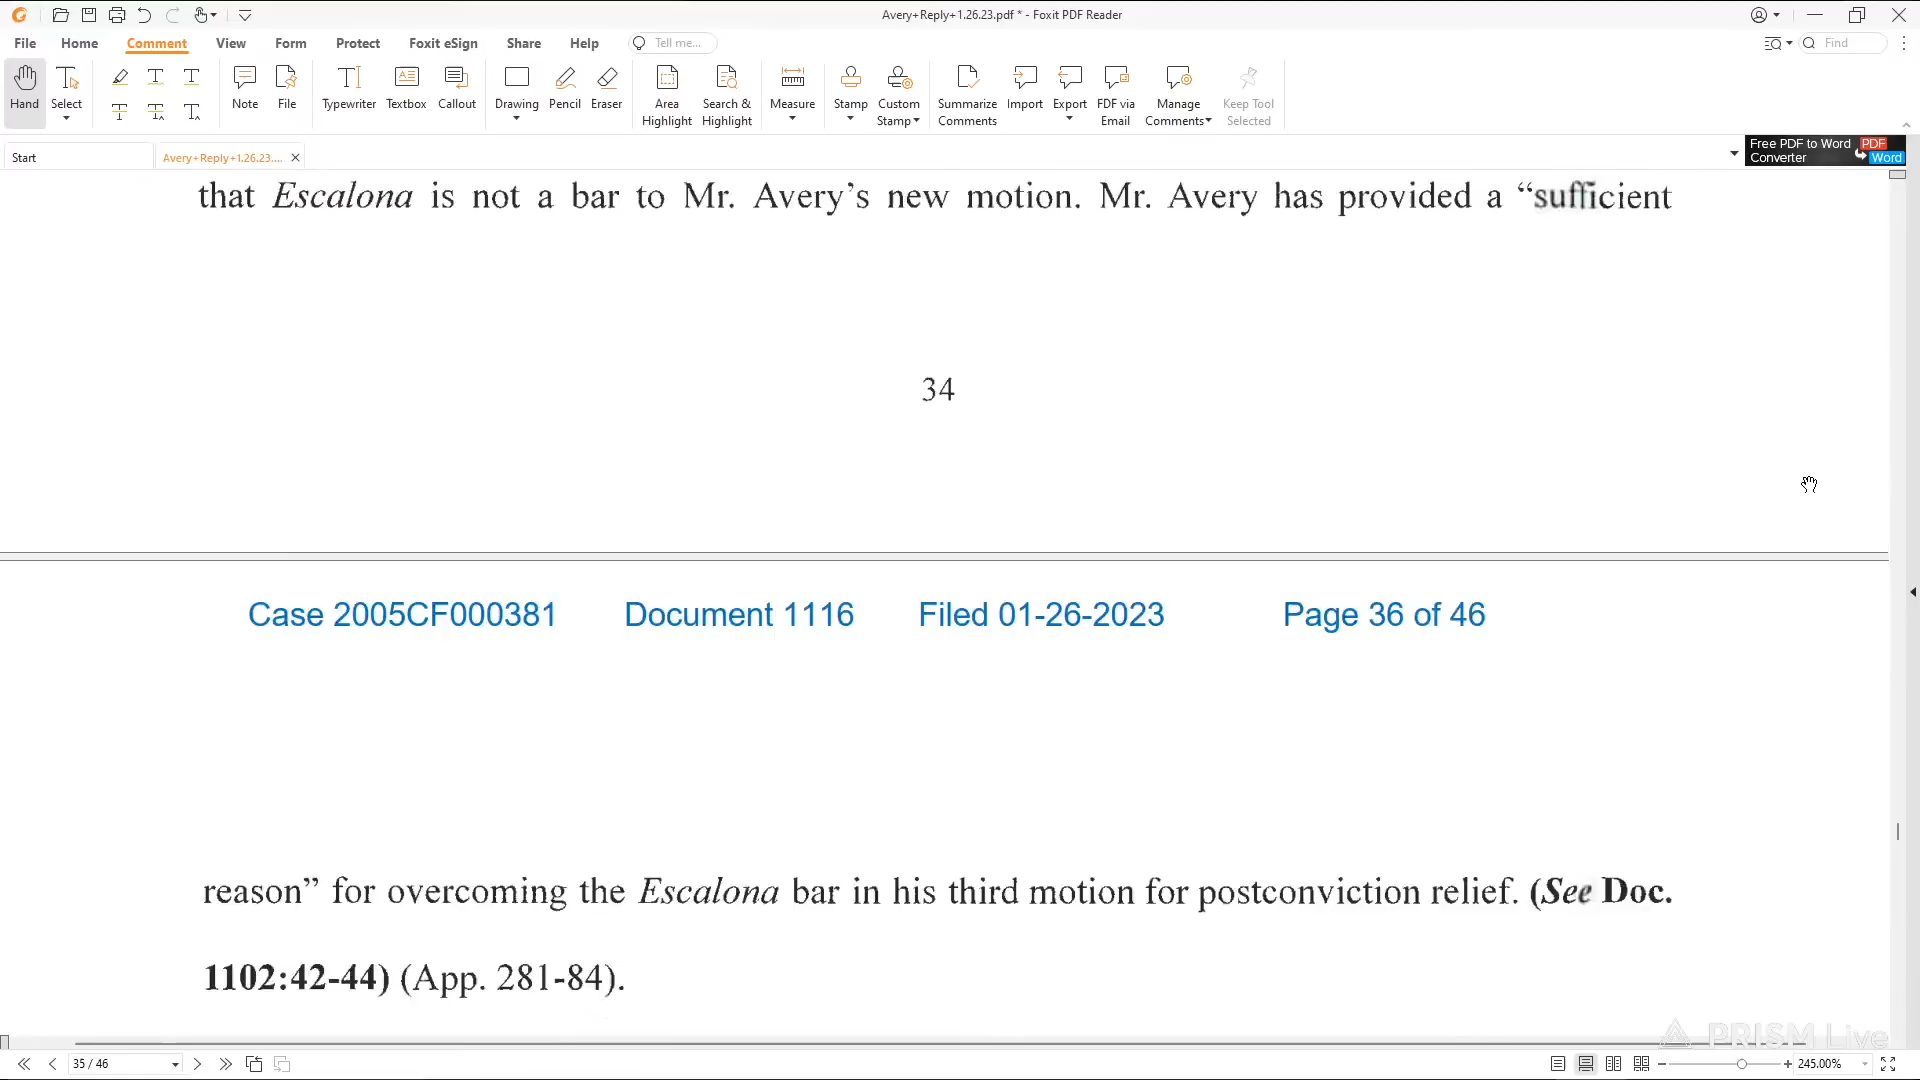 Avery+Reply+1.26.23.pdf * - Foxit PDF Reader
File Home Comment View Form Protect Foxit eSign Share Help Tell me... Find
Hand Select Note File Typewriter Textbox Callout Drawing Pencil Eraser Area Highlight Search & Highlight Measure Stamp Custom Stamp Summarize Comments Import Export FDF via Email Manage Comments Keep Tool Selected
Start Avery+Reply+1.26.23.... Free PDF to Word Converter PDF Word
that Escalona is not a bar to Mr. Avery’s new motion. Mr. Avery has provided a “sufficient
34
Case 2005CF000381 Document 1116 Filed 01-26-2023 Page 36 of 46
reason” for overcoming the Escalona bar in his third motion for postconviction relief. (See Doc.
1102:42-44) (App. 281-84).
PRISM Live
35 / 46 245.00%